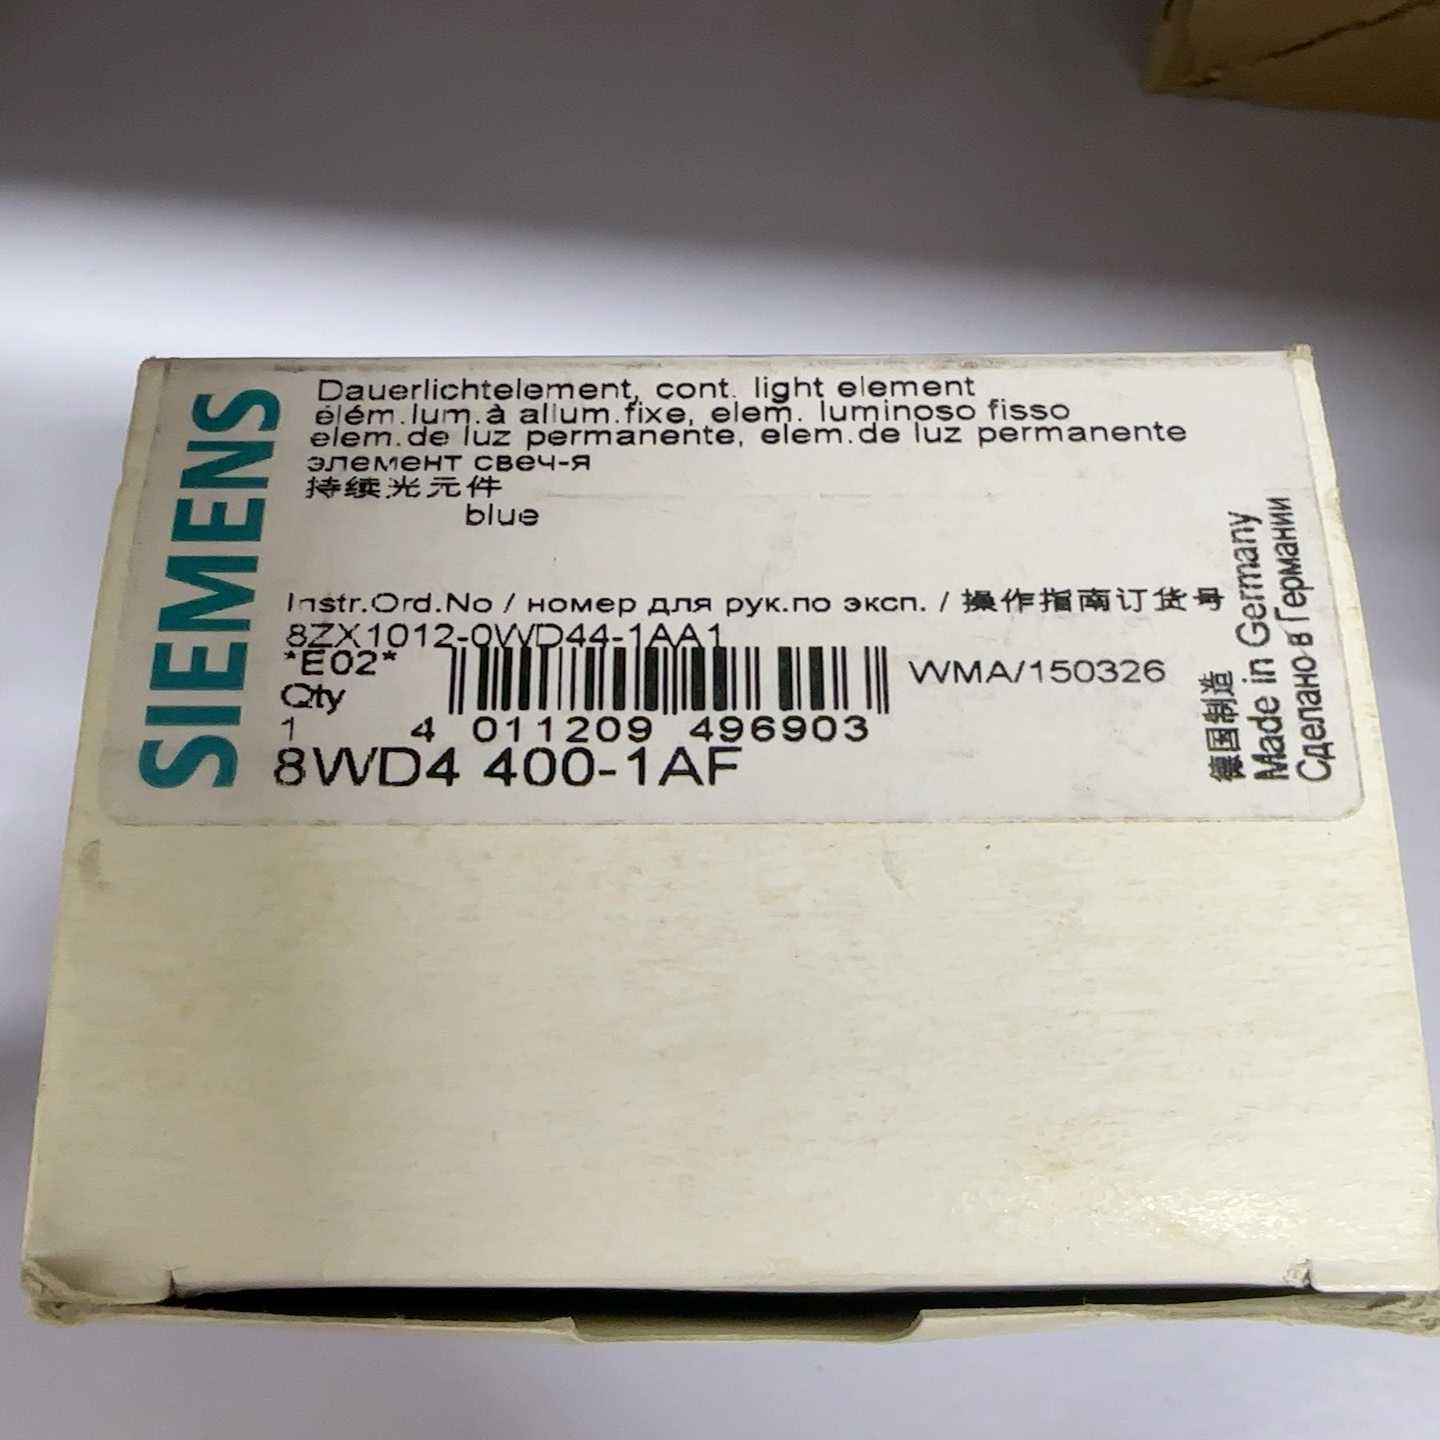 SIEMENS
Dauerlichtelement, cont. light element
élém.lum.à allum.fixe, elem. luminoso fisso
elem.de luz permanente, elem.de luz permanente
элемент свеч-я
持续光元件
blue
Instr.Ord.No / номер для рук.по эксп. / 操作指南订货号
8ZX1012-0WD44-1AA1
*E02*
WMA/150326
Qty
1
4 011209 496903
8WD4 400-1AF
德国制造
Made in Germany
Сделано в Германии